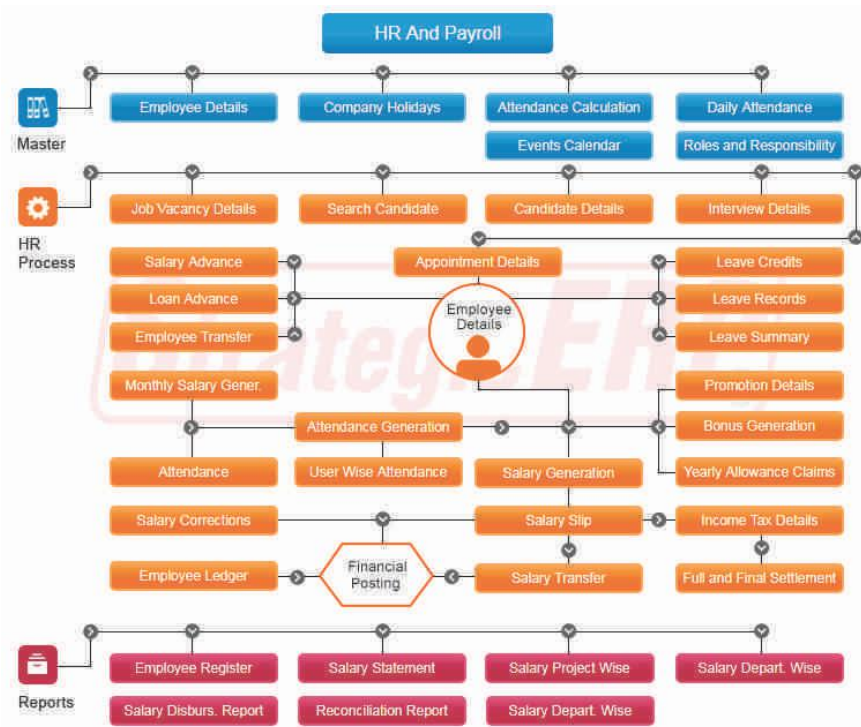 HR And Payroll
Employee Details
Company Holidays
Attendance Calculation
Daily Attendance
Master
Events Calendar
Roles and Responsibility
Job Vacancy Details
Search Candidate
Candidate Details
Interview Details
HR
Process
Salary Advance
Appointment Details
Leave Credits
Loan Advance
Employee
Details
Leave Records
Employee Transfer
Leave Summary
StrategicERP
Monthly Salary Gener.
Promotion Details
Attendance Generation
Bonus Generation
Attendance
User Wise Attendance
Salary Generation
Yearly Allowance Claims
Salary Corrections
Salary Slip
Income Tax Details
Employee Ledger
Financial
Posting
Salary Transfer
Full and Final Settlement
Employee Register
Salary Statement
Salary Project Wise
Salary Depart. Wise
Reports
Salary Disburs. Report
Reconciliation Report
Salary Depart. Wise